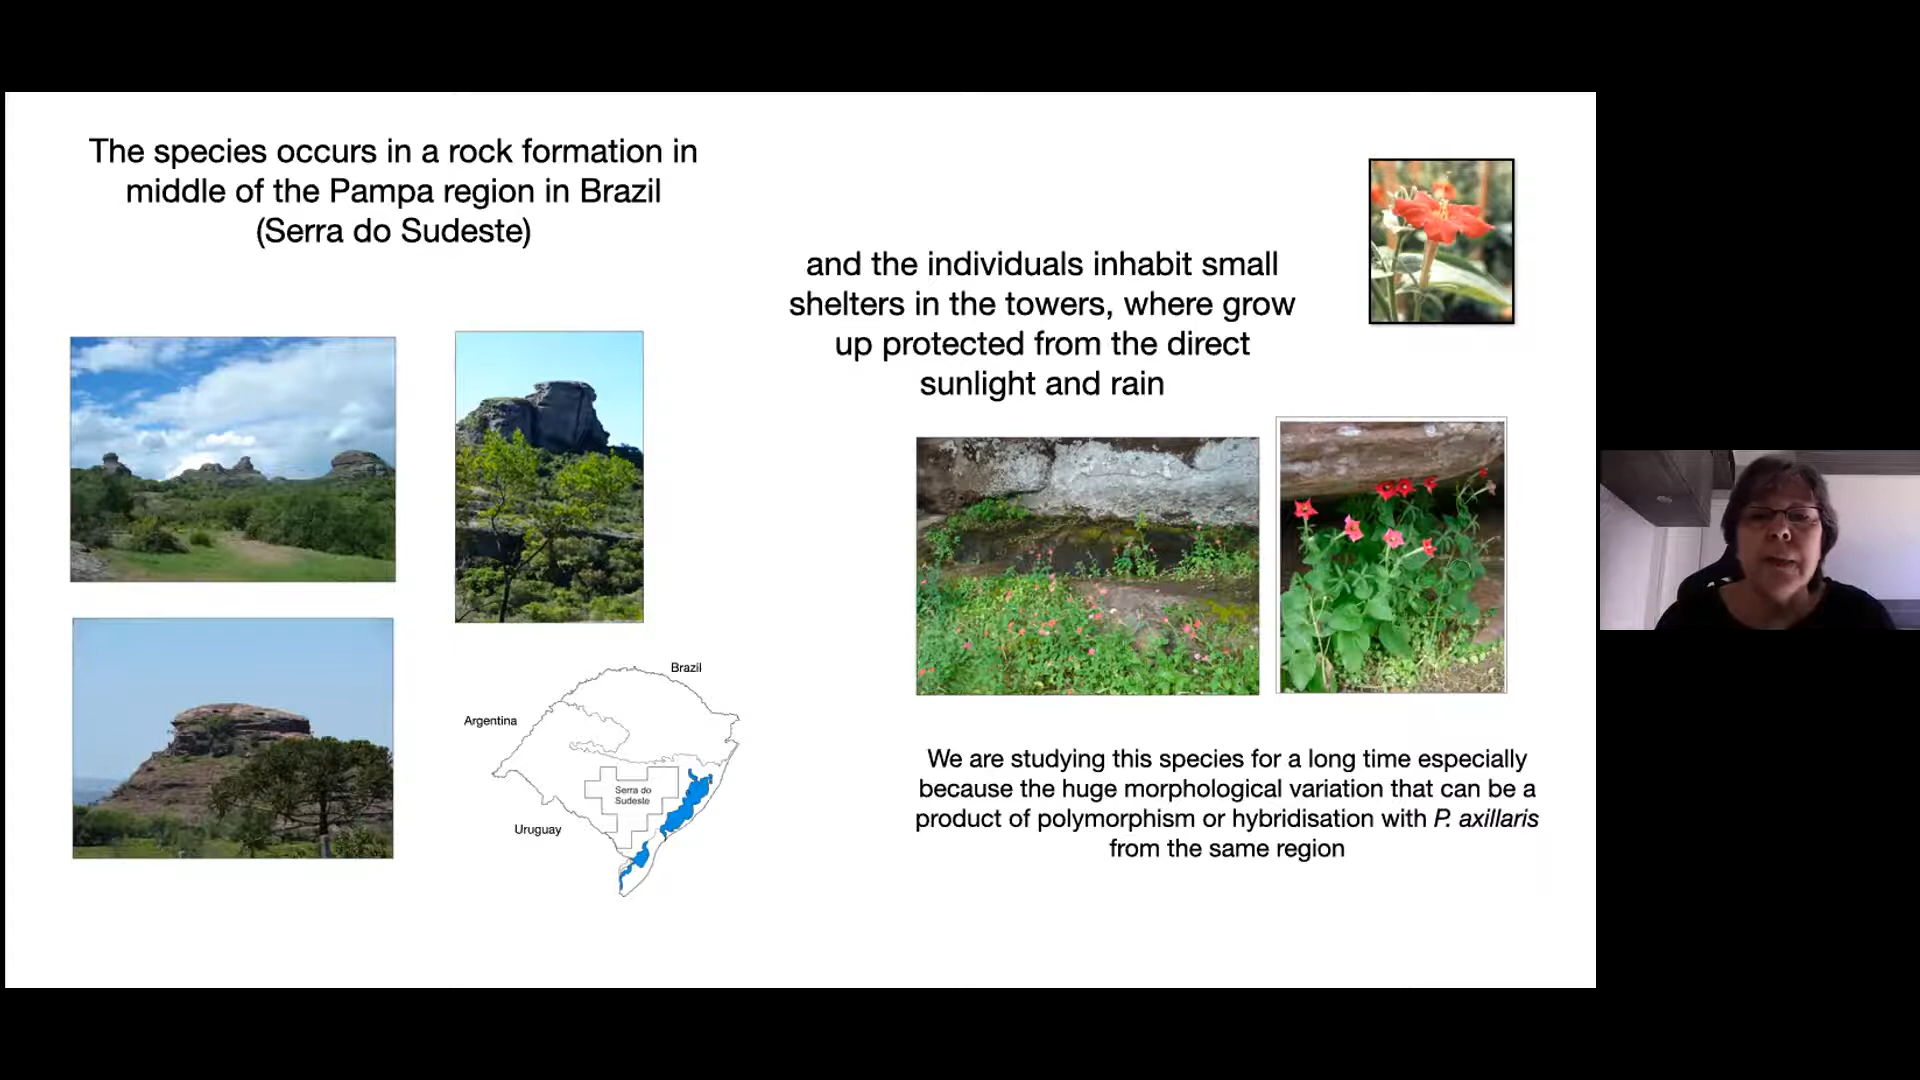 The species occurs in a rock formation in
middle of the Pampa region in Brazil
(Serra do Sudeste)
and the individuals inhabit small
shelters in the towers, where grow
up protected from the direct
sunlight and rain
Brazil
Argentina
Serra do
Sudeste
Uruguay
We are studying this species for a long time especially
because the huge morphological variation that can be a
product of polymorphism or hybridisation with P. axillaris
from the same region